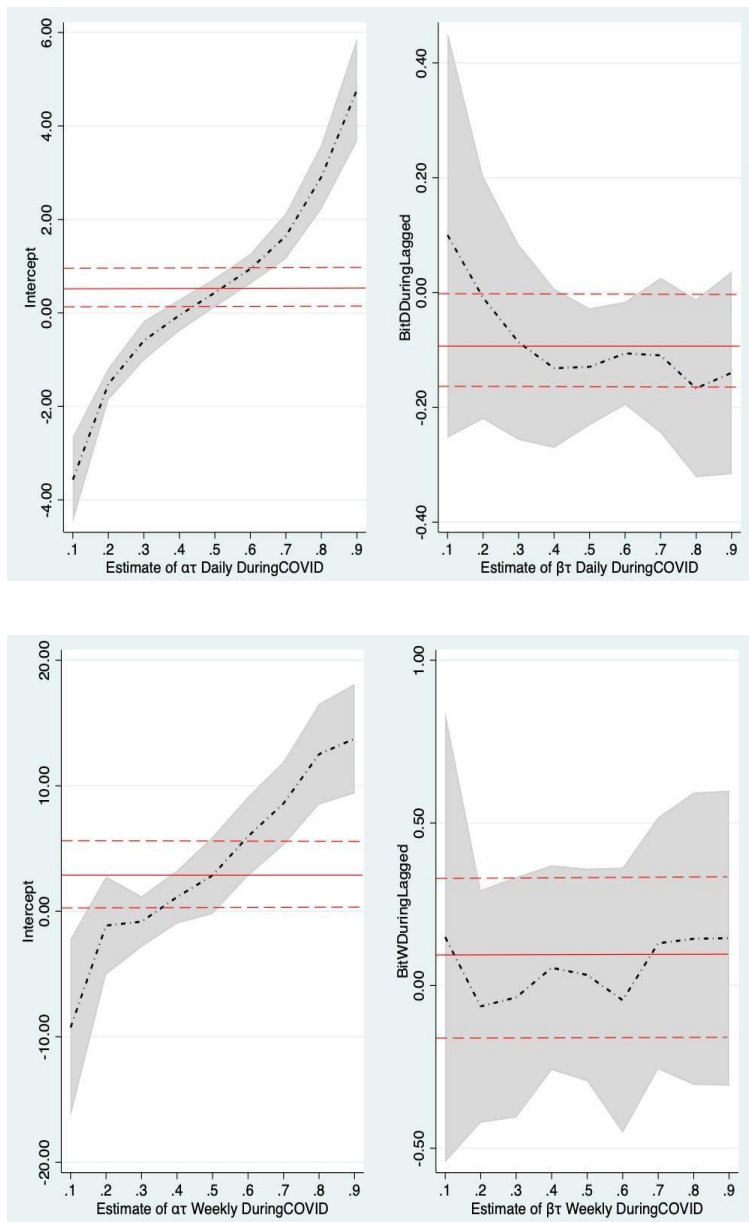 6.00
4.00
2.00
0.00
-2.00
-4.00
Intercept
.1 .2 .3 .4 .5 .6 .7 .8 .9
Estimate of ατ Daily DuringCOVID
0.40
0.20
0.00
-0.20
-0.40
BitDDuringLagged
.1 .2 .3 .4 .5 .6 .7 .8 .9
Estimate of βτ Daily DuringCOVID
20.00
10.00
0.00
-10.00
-20.00
Intercept
.1 .2 .3 .4 .5 .6 .7 .8 .9
Estimate of ατ Weekly DuringCOVID
1.00
0.50
0.00
-0.50
BitWDuringLagged
.1 .2 .3 .4 .5 .6 .7 .8 .9
Estimate of βτ Weekly DuringCOVID